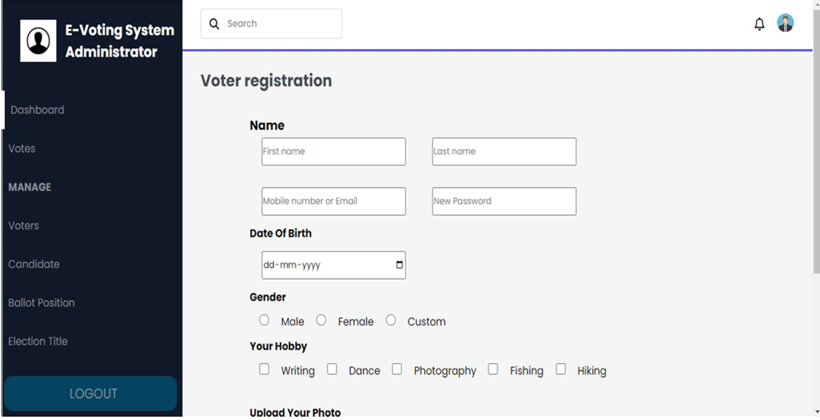 E-Voting System
Administrator
Dashboard
Votes
MANAGE
Voters
Candidate
Ballot Position
Election Title
LOGOUT
Search
Voter registration
Name
First name Last name
Mobile number or Email New Password
Date Of Birth
dd-mm-yyyy
Gender
Male Female Custom
Your Hobby
Writing Dance Photography Fishing Hiking
Upload Your Photo